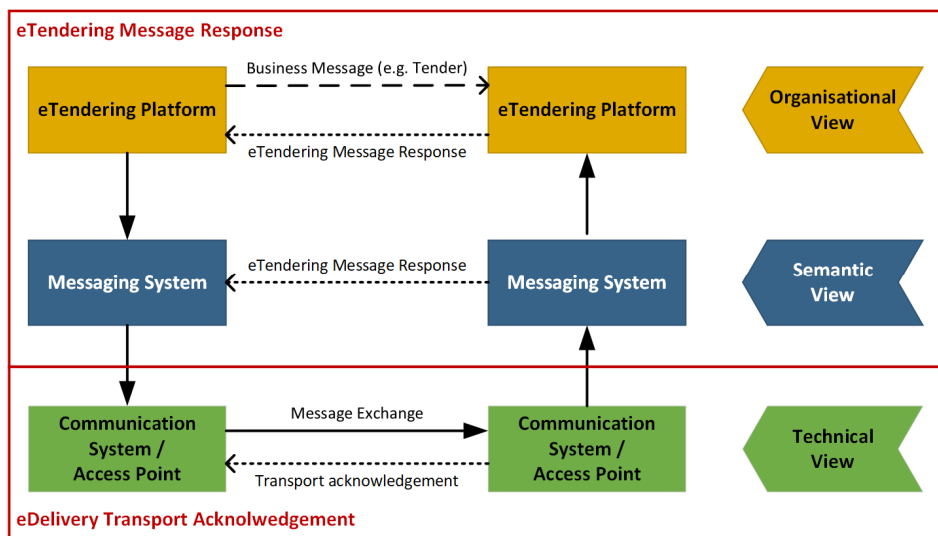 eTendering Message Response
Business Message (e.g. Tender)
eTendering Platform
eTendering Platform
Organisational
View
eTendering Message Response
eTendering Message Response
Messaging System
Messaging System
Semantic
View
Communication
System /
Access Point
Message Exchange
Communication
System /
Access Point
Technical
View
Transport acknowledgement
eDelivery Transport Acknolwedgement